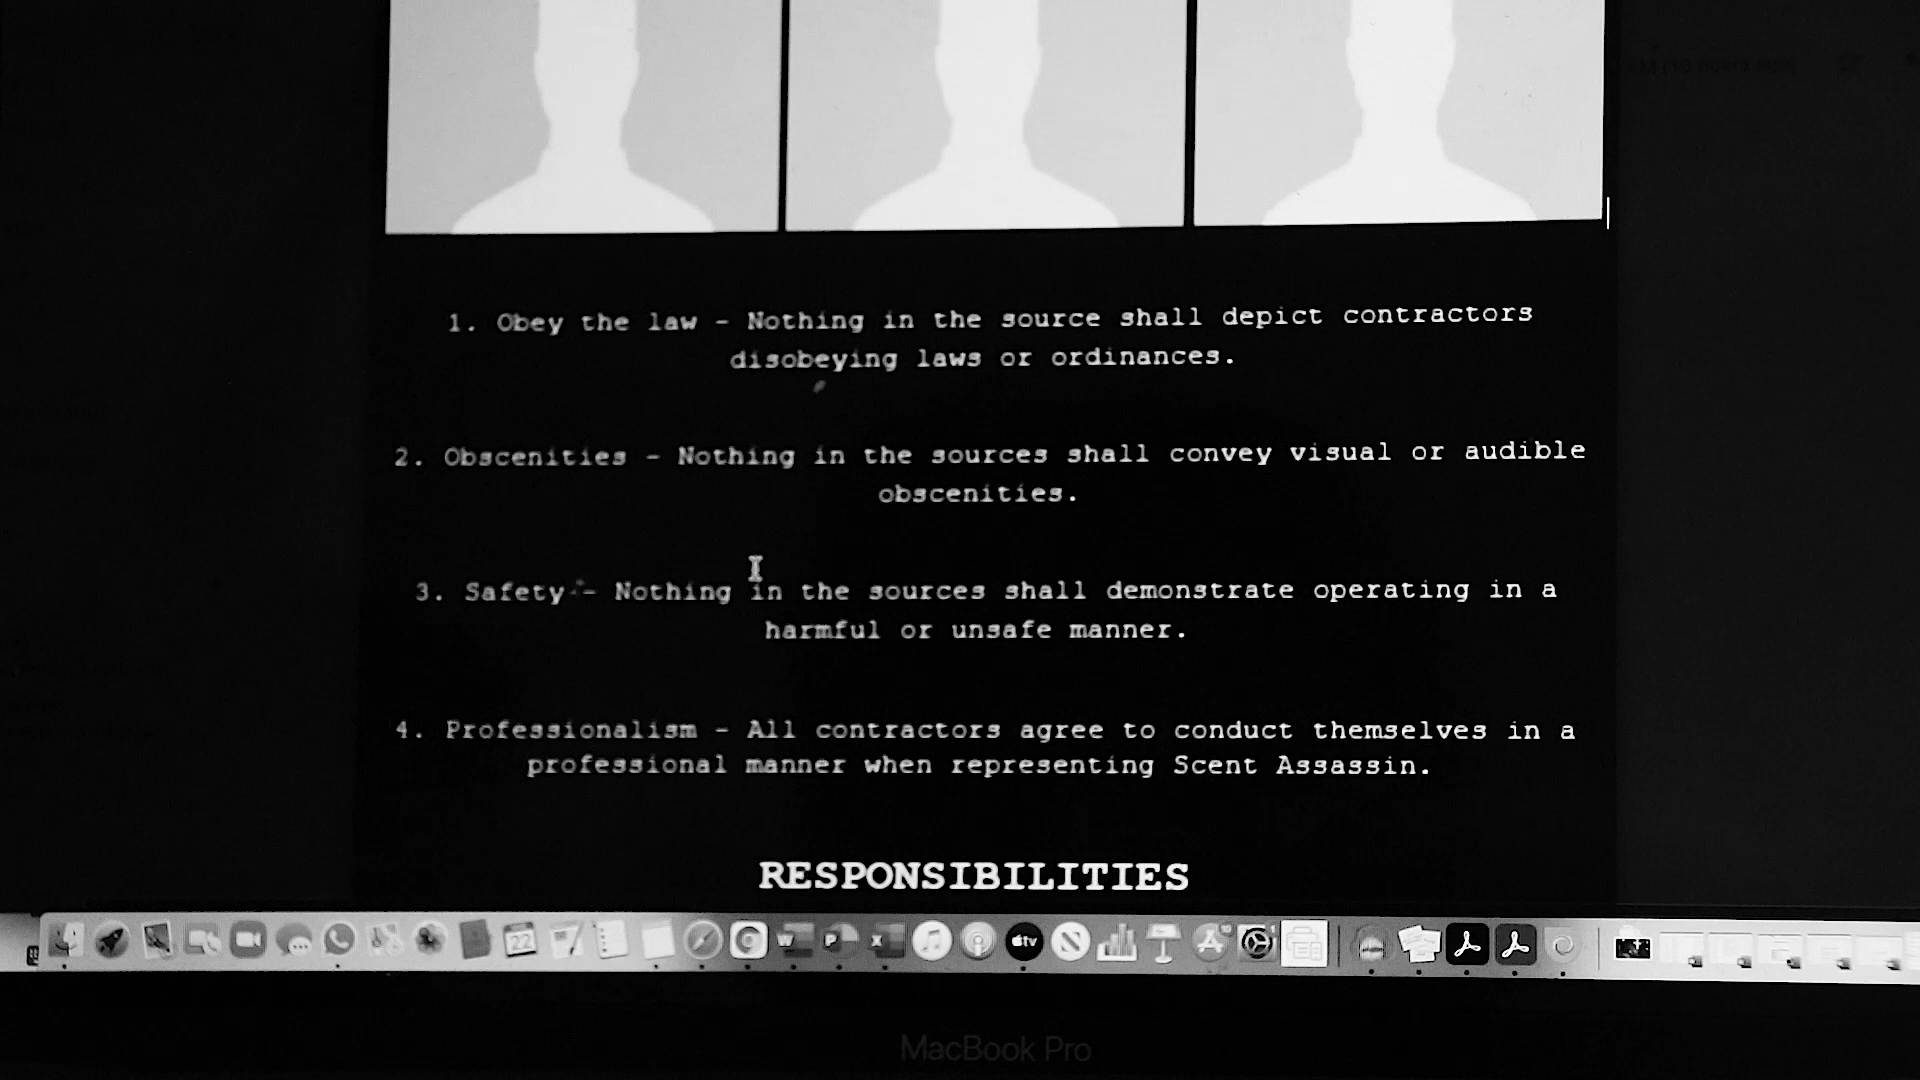 1. Obey the law - Nothing in the source shall depict contractors
disobeying laws or ordinances.
2. Obscenities - Nothing in the sources shall convey visual or audible
obscenities.
3. Safety - Nothing in the sources shall demonstrate operating in a
harmful or unsafe manner.
4. Professionalism - All contractors agree to conduct themselves in a
professional manner when representing Scent Assassin.
RESPONSIBILITIES
22
W
P
X
tv
MacBook Pro